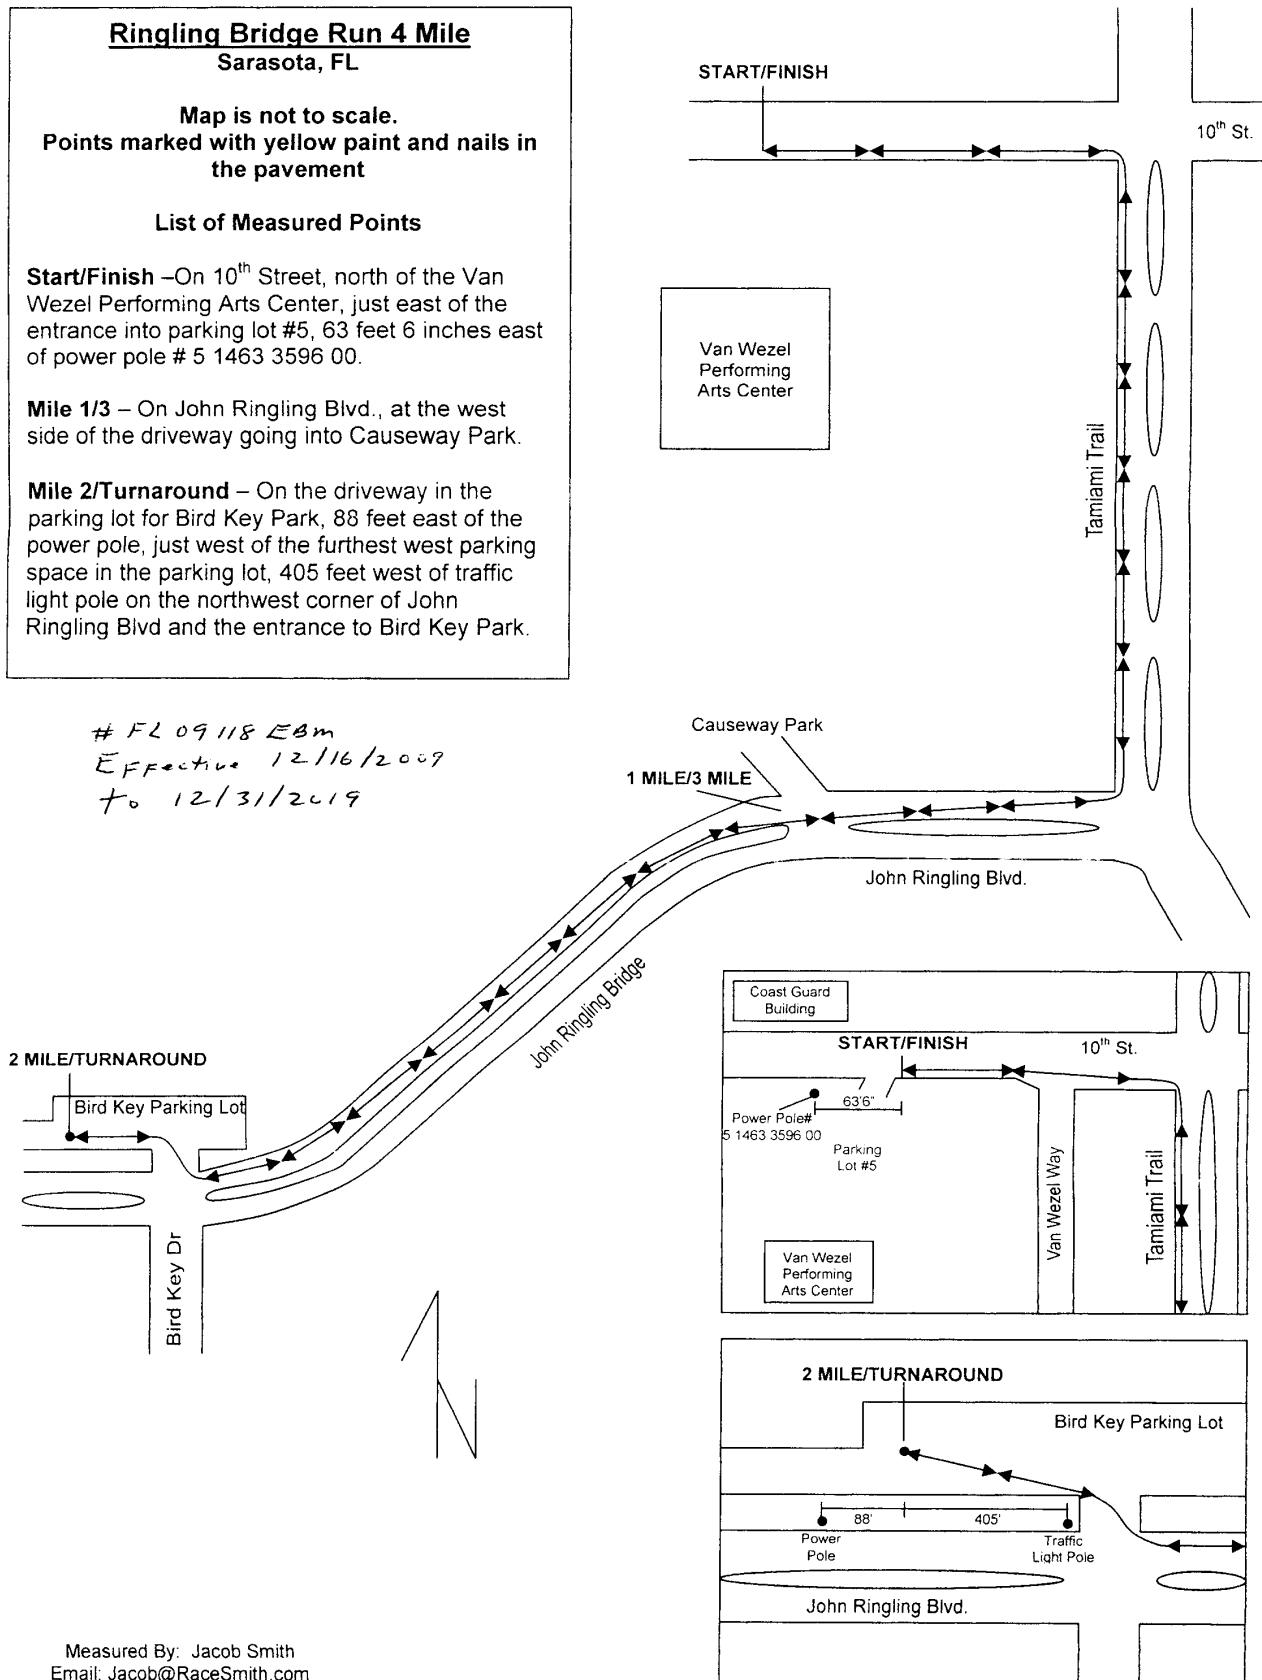 Ringling Bridge Run 4 Mile
Sarasota, FL
Map is not to scale.
Points marked with yellow paint and nails in
the pavement
List of Measured Points
Start/Finish –On 10th Street, north of the Van
Wezel Performing Arts Center, just east of the
entrance into parking lot #5, 63 feet 6 inches east
of power pole # 5 1463 3596 00.
Mile 1/3 – On John Ringling Blvd., at the west
side of the driveway going into Causeway Park.
Mile 2/Turnaround – On the driveway in the
parking lot for Bird Key Park, 88 feet east of the
power pole, just west of the furthest west parking
space in the parking lot, 405 feet west of traffic
light pole on the northwest corner of John
Ringling Blvd and the entrance to Bird Key Park.
# FL 09118 EBM
Effective 12/16/2009
to 12/31/2019
START/FINISH
10th St.
Van Wezel
Performing
Arts Center
Tamiami Trail
Causeway Park
1 MILE/3 MILE
John Ringling Blvd.
John Ringling Bridge
2 MILE/TURNAROUND
Bird Key Parking Lot
Bird Key Dr
N
Coast Guard
Building
START/FINISH
10th St.
63'6"
Power Pole#
5 1463 3596 00
Parking
Lot #5
Van Wezel Way
Tamiami Trail
Van Wezel
Performing
Arts Center
2 MILE/TURNAROUND
Bird Key Parking Lot
88'
405'
Power
Pole
Traffic
Light Pole
John Ringling Blvd.
Measured By: Jacob Smith
Email: Jacob@RaceSmith.com